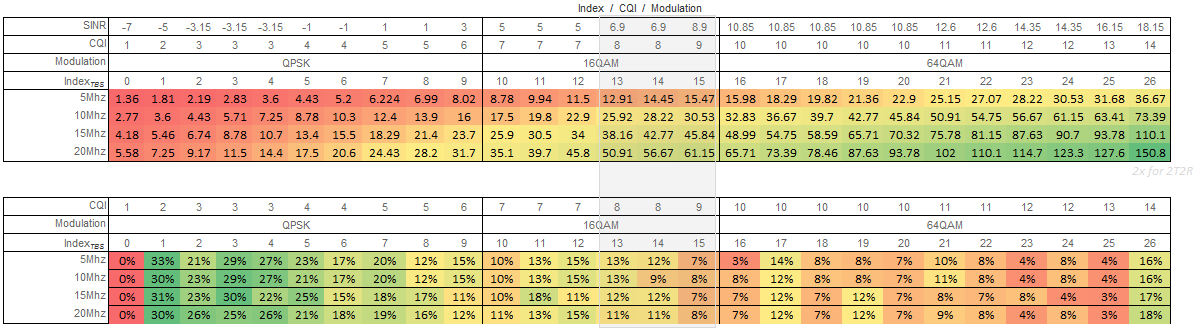 Index / CQI / Modulation
SINR -7 -5 -3.15 -3.15 -3.15 -1 -1 1 1 3 5 5 5 6.9 6.9 8.9 10.85 10.85 10.85 10.85 10.85 12.6 12.6 14.35 14.35 16.15 18.15
CQI 1 2 3 3 3 4 4 5 5 6 7 7 7 8 8 9 10 10 10 10 10 11 11 12 12 13 14
Modulation QPSK 16QAM 64QAM
IndexTBS 0 1 2 3 4 5 6 7 8 9 10 11 12 13 14 15 16 17 18 19 20 21 22 23 24 25 26
5Mhz 1.36 1.81 2.19 2.83 3.6 4.43 5.2 6.224 6.99 8.02 8.78 9.94 11.5 12.91 14.45 15.47 15.98 18.29 19.82 21.36 22.9 25.15 27.07 28.22 30.53 31.68 36.67
10Mhz 2.77 3.6 4.43 5.71 7.25 8.78 10.3 12.4 13.9 16 17.5 19.8 22.9 25.92 28.22 30.53 32.83 36.67 39.7 42.77 45.84 50.91 54.75 56.67 61.15 63.41 73.39
15Mhz 4.18 5.46 6.74 8.78 10.7 13.4 15.5 18.29 21.4 23.7 25.9 30.5 34 38.16 42.77 45.84 48.99 54.75 58.59 65.71 70.32 75.78 81.15 87.63 90.7 93.78 110.1
20Mhz 5.58 7.25 9.17 11.5 14.4 17.5 20.6 24.43 28.2 31.7 35.1 39.7 45.8 50.91 56.67 61.15 65.71 73.39 78.46 87.63 93.78 102 110.1 114.7 123.3 127.6 150.8
2x for 2T2R
CQI 1 2 3 3 3 4 4 5 5 6 7 7 7 8 8 9 10 10 10 10 10 10 10 12 12 12 14
Modulation QPSK 16QAM 64QAM
IndexTBS 0 1 2 3 4 5 6 7 8 9 10 11 12 13 14 15 16 17 18 19 20 21 22 23 24 25 26
5Mhz 0% 33% 21% 29% 27% 23% 17% 20% 12% 15% 10% 13% 15% 13% 12% 7% 3% 14% 8% 8% 7% 10% 8% 4% 8% 4% 16%
10Mhz 0% 30% 23% 29% 27% 21% 17% 20% 12% 15% 10% 13% 15% 13% 9% 8% 8% 12% 8% 8% 7% 11% 8% 4% 8% 4% 16%
15Mhz 0% 31% 23% 30% 22% 25% 15% 18% 17% 11% 10% 18% 11% 12% 12% 7% 7% 12% 7% 12% 7% 8% 7% 8% 4% 3% 17%
20Mhz 0% 30% 26% 25% 26% 21% 18% 19% 16% 12% 11% 13% 15% 11% 11% 8% 7% 12% 7% 12% 7% 9% 8% 4% 8% 3% 18%